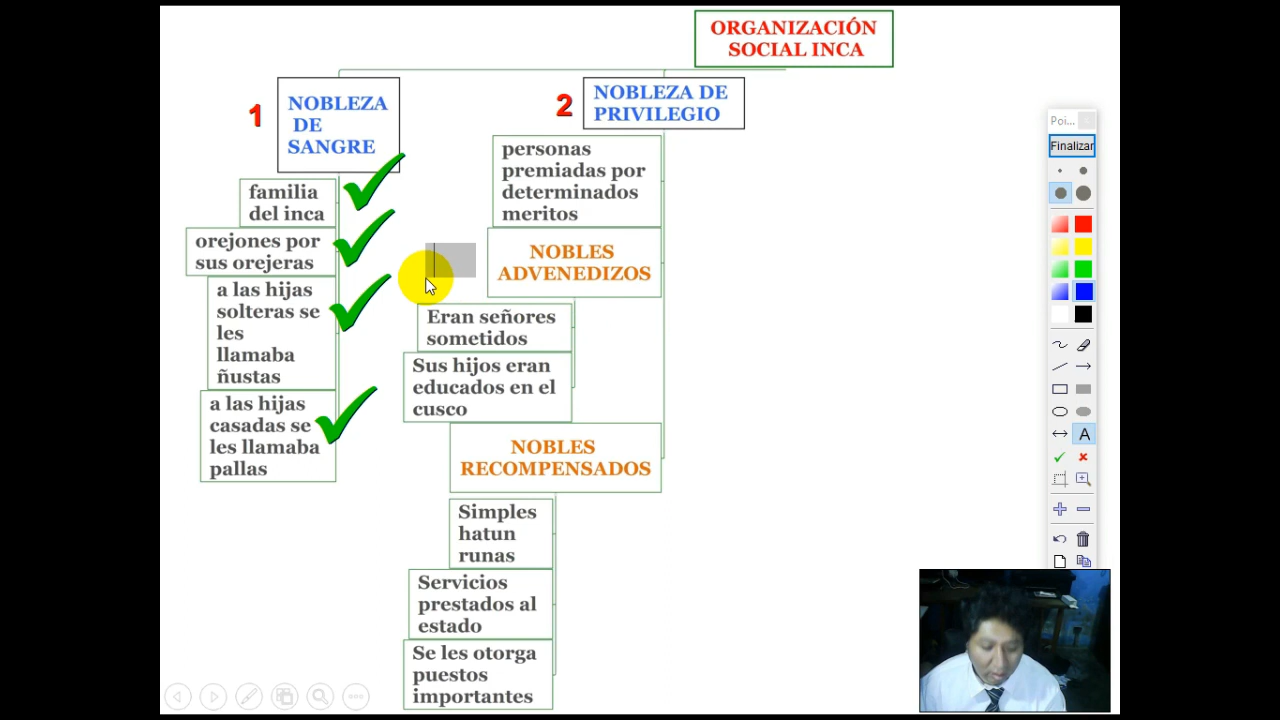 ORGANIZACIÓN
SOCIAL INCA
1
NOBLEZA
DE
SANGRE
familia
del inca
orejones por
sus orejeras
a las hijas
solteras se
les
llamaba
ñustas
a las hijas
casadas se
les llamaba
pallas
2
NOBLEZA DE
PRIVILEGIO
personas
premiadas por
determinados
meritos
NOBLES
ADVENEDIZOS
Eran señores
sometidos
Sus hijos eran
educados en el
cusco
NOBLES
RECOMPENSADOS
Simples
hatun
runas
Servicios
prestados al
estado
Se les otorga
puestos
importantes
Poi...
Finalizar
A